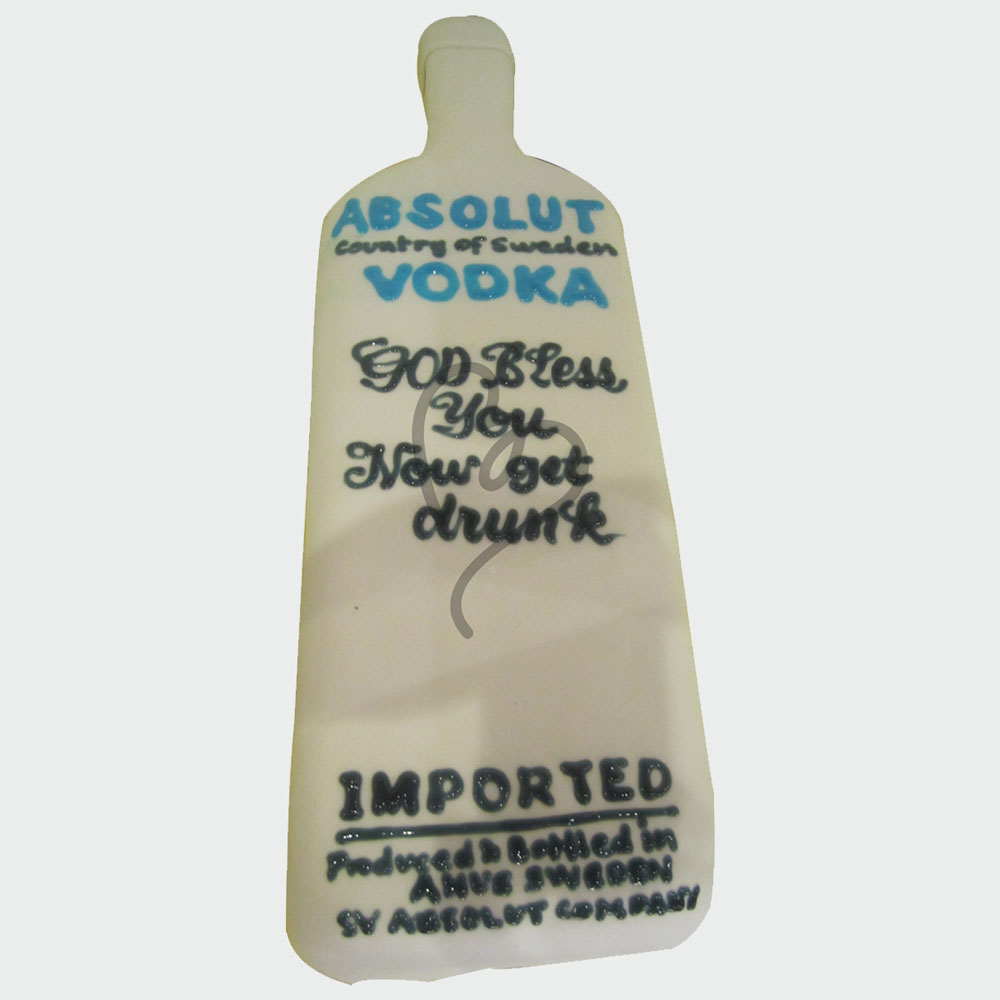 ABSOLUT
country of Sweden
VODKA
GOD Bless
You
Now get
drunk
IMPORTED
Produced & Bottled in
AHUS SWEDEN
BY ABSOLUT COMPANY